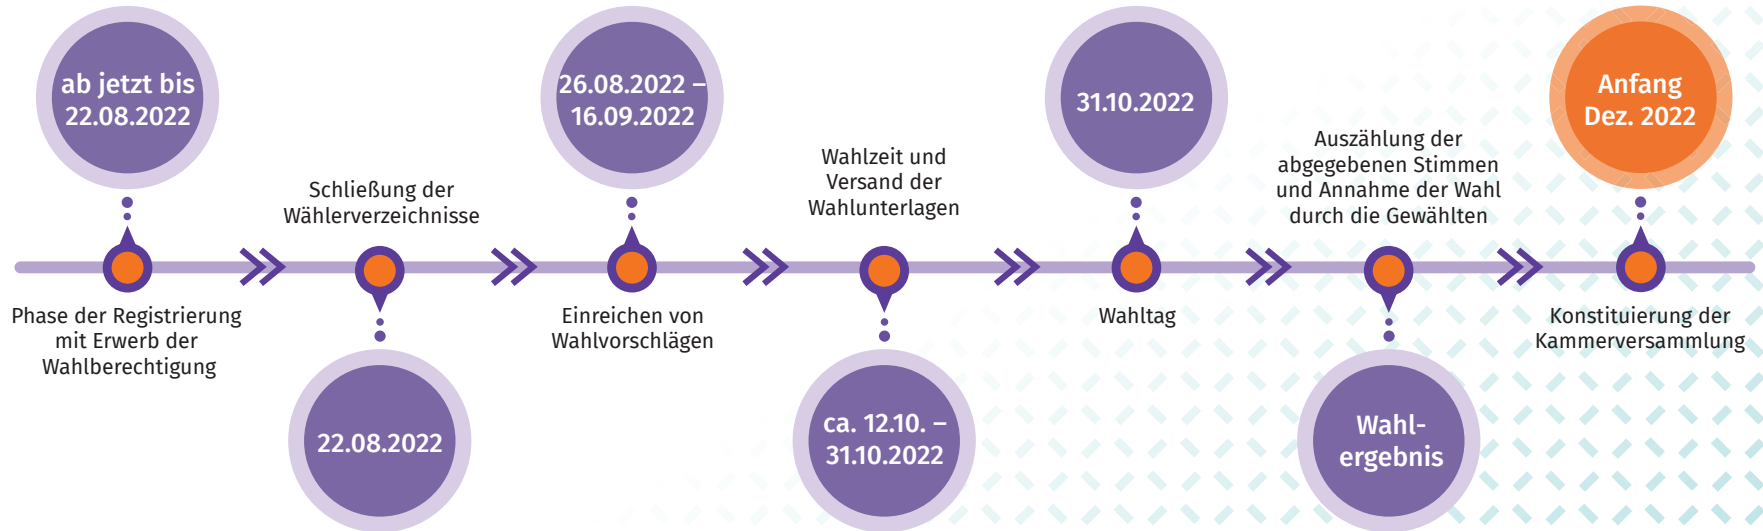 ab jetzt bis
22.08.2022
Phase der Registrierung
mit Erwerb der
Wahlberechtigung
Schließung der
Wählerverzeichnisse
22.08.2022
26.08.2022 –
16.09.2022
Einreichen von
Wahlvorschlägen
Wahlzeit und
Versand der
Wahlunterlagen
ca. 12.10. –
31.10.2022
31.10.2022
Wahltag
Auszählung der
abgegebenen Stimmen
und Annahme der Wahl
durch die Gewählten
Wahl-
ergebnis
Anfang
Dez. 2022
Konstituierung der
Kammerversammlung